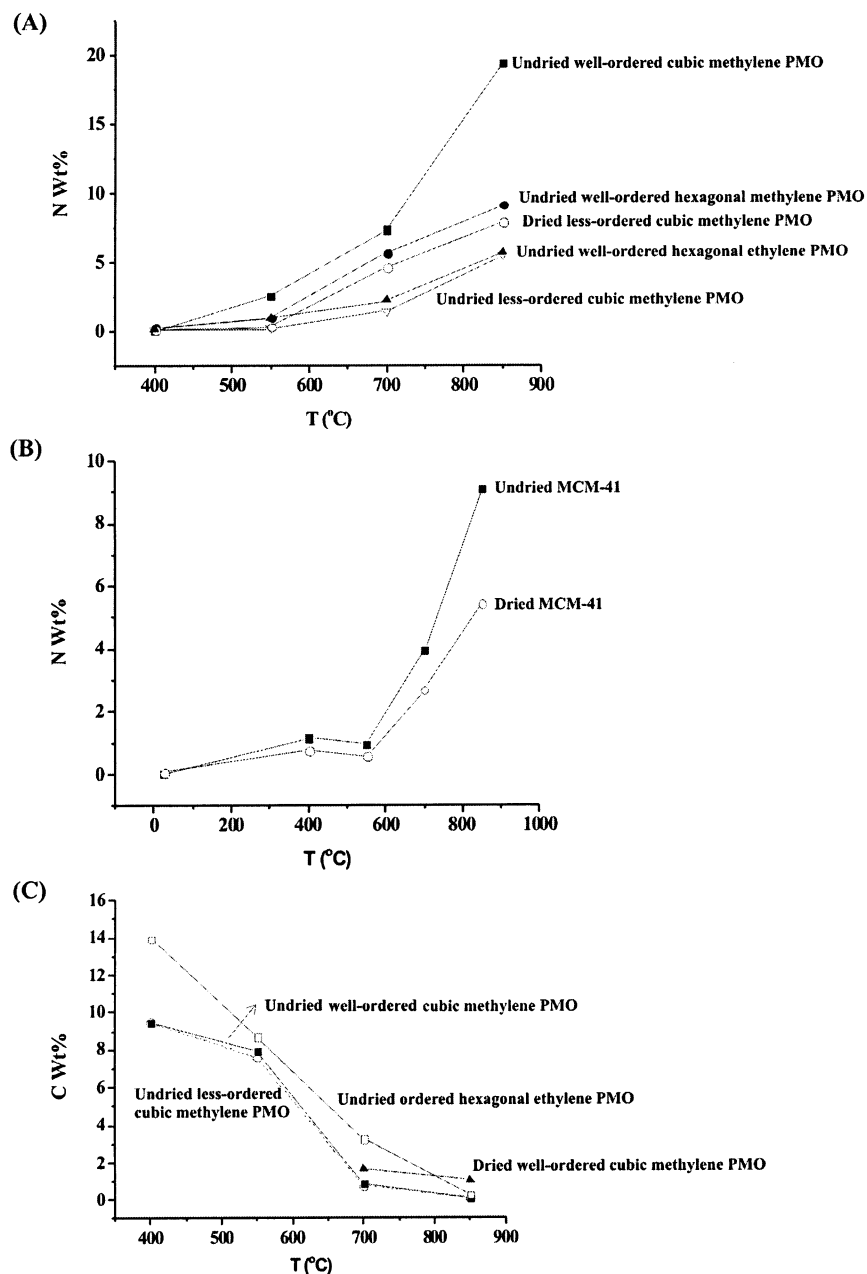 (A)
20
15
10
5
0
N Wt%
Undried well-ordered cubic methylene PMO
Undried well-ordered hexagonal methylene PMO
Dried less-ordered cubic methylene PMO
Undried well-ordered hexagonal ethylene PMO
Undried less-ordered cubic methylene PMO
400 500 600 700 800 900
T (°C)
(B)
10
8
6
4
2
0
N Wt%
Undried MCM-41
Dried MCM-41
0 200 400 600 800 1000
T (°C)
(C)
16
14
12
10
8
6
4
2
0
C Wt%
Undried well-ordered cubic methylene PMO
Undried less-ordered
cubic methylene PMO
Undried ordered hexagonal ethylene PMO
Dried well-ordered cubic methylene PMO
400 500 600 700 800 900
T (°C)